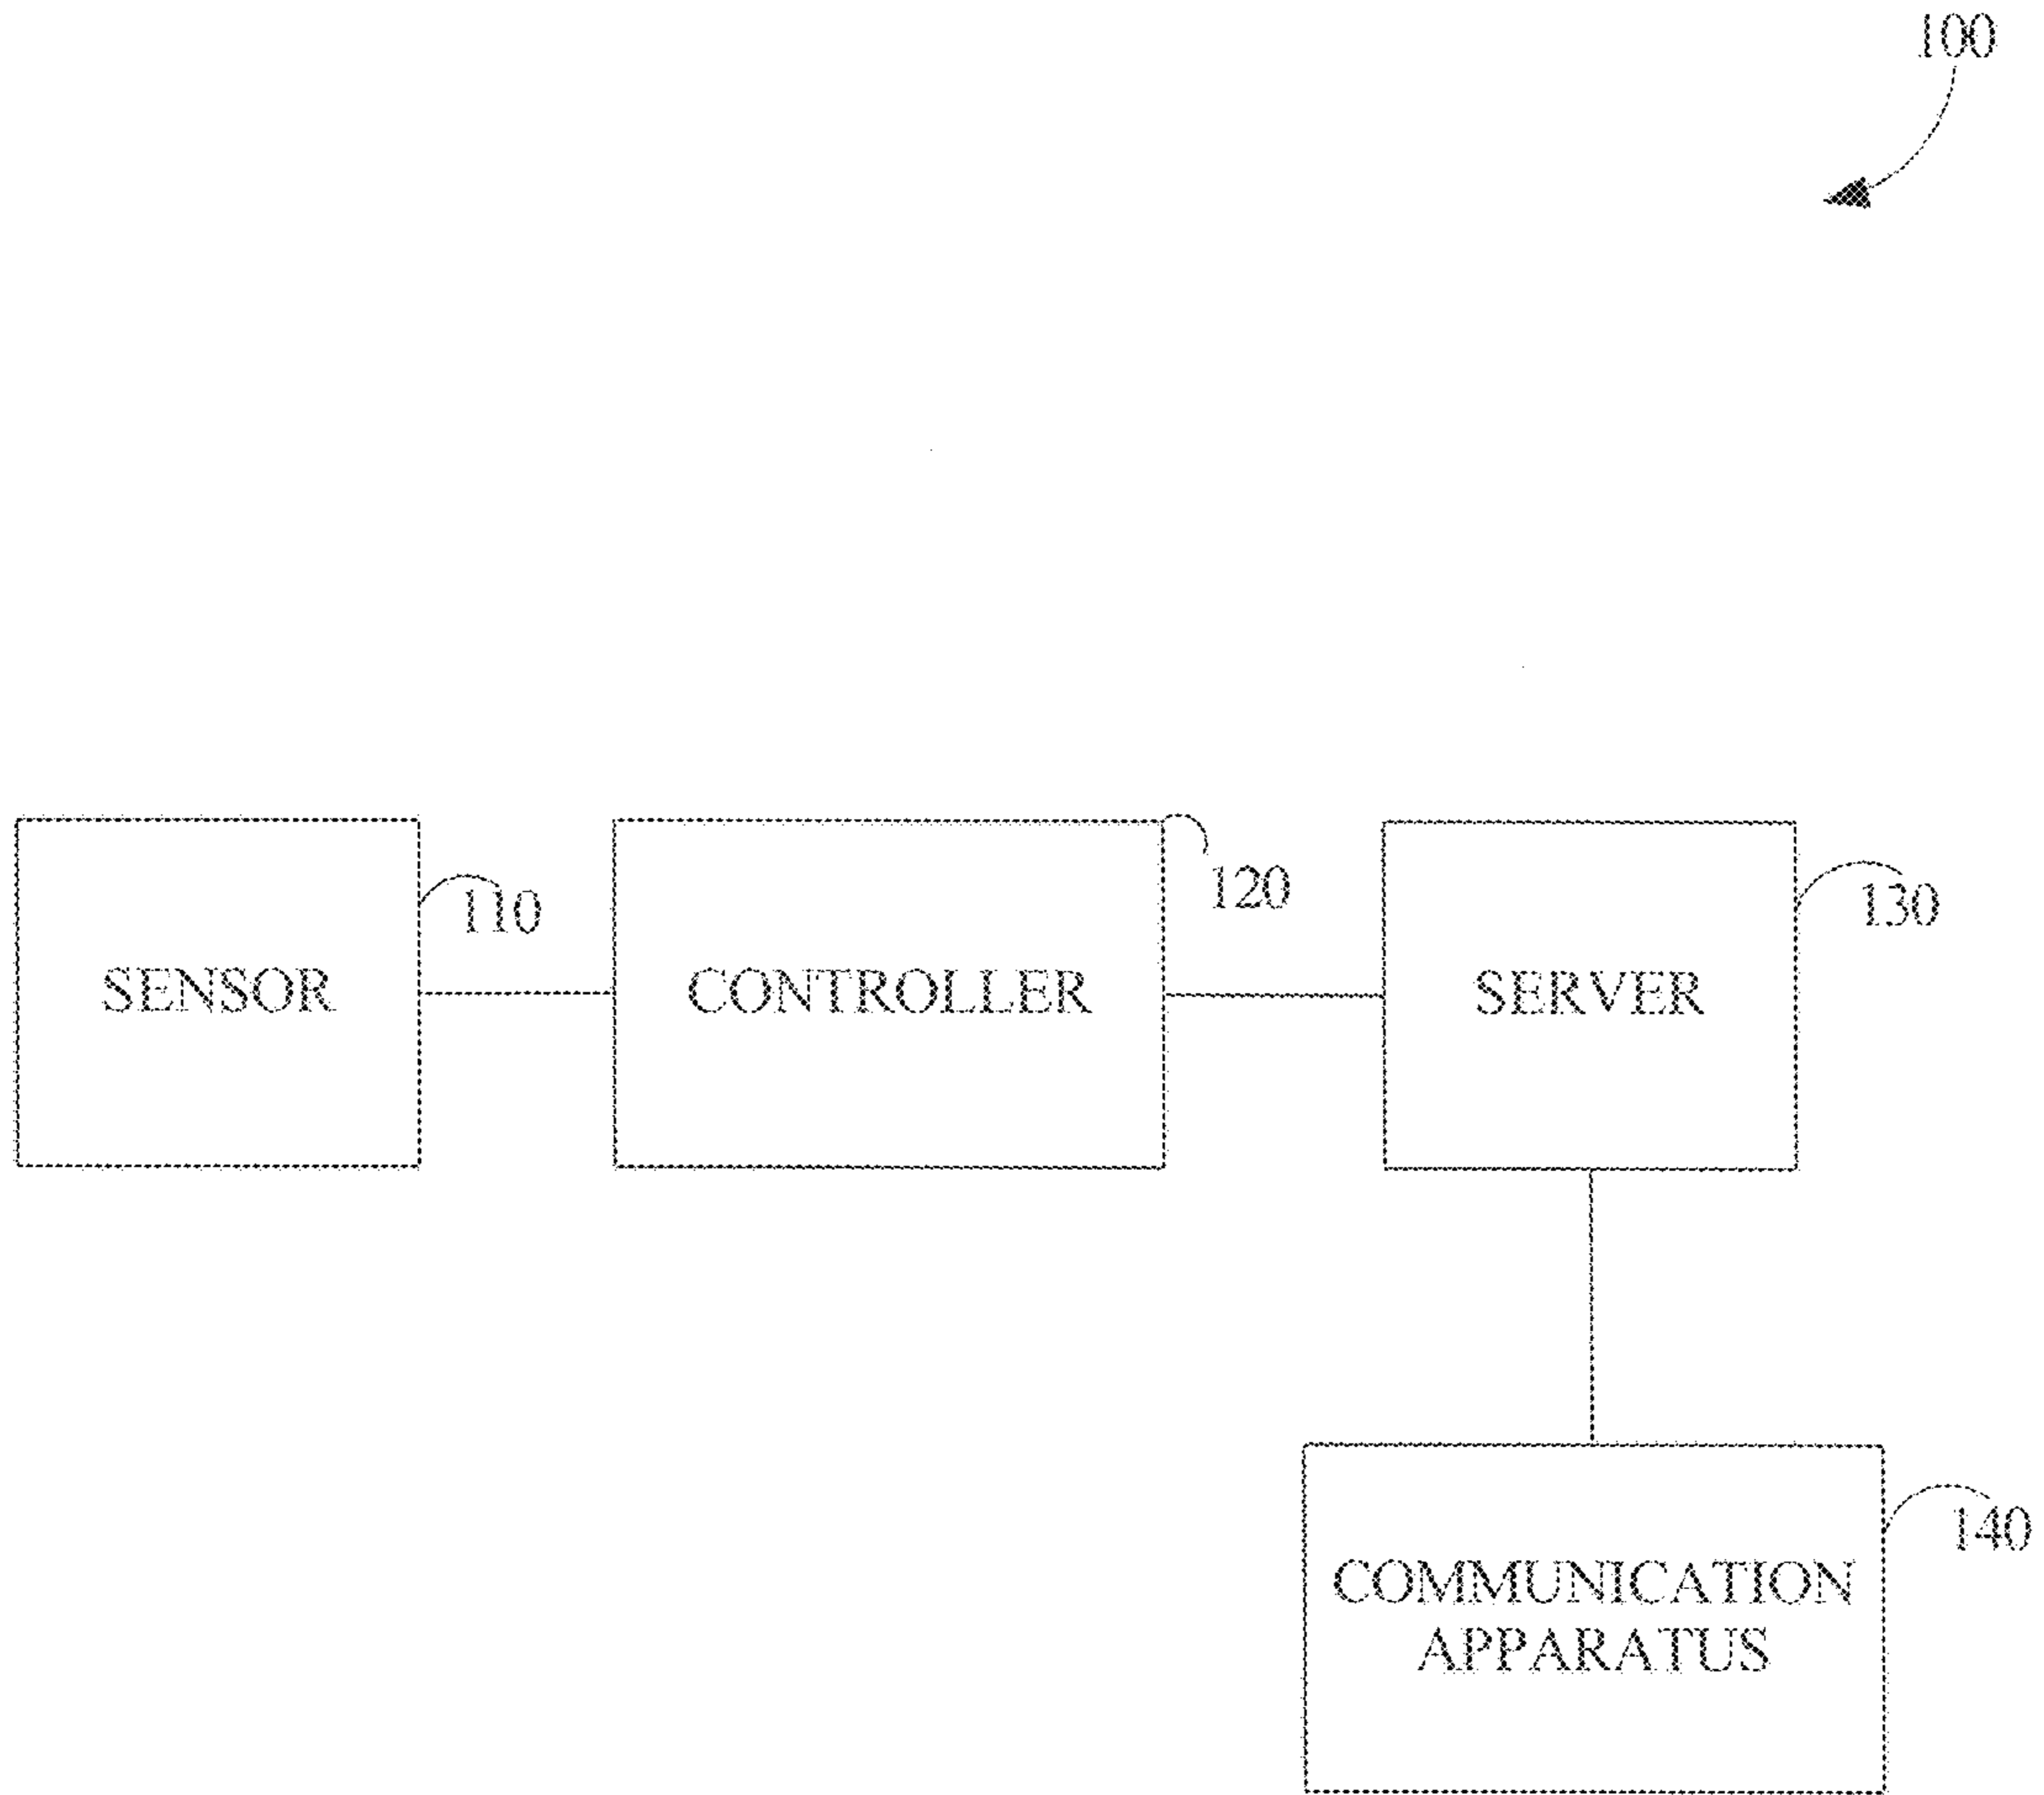 100
110
120
130
SENSOR
CONTROLLER
SERVER
140
COMMUNICATION
APPARATUS